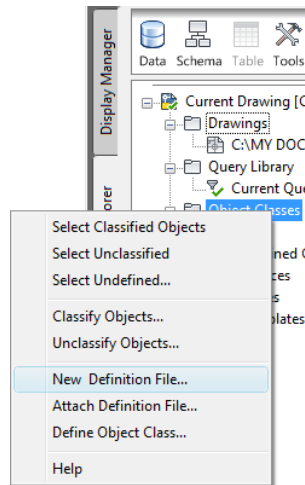 Display Manager
Data Schema Table Tools
Current Drawing [
Drawings
C:\MY DOC
Query Library
Current Que
Object Classes
Select Classified Objects
Select Unclassified
Select Undefined...
Classify Objects...
Unclassify Objects...
New Definition File...
Attach Definition File...
Define Object Class...
Help